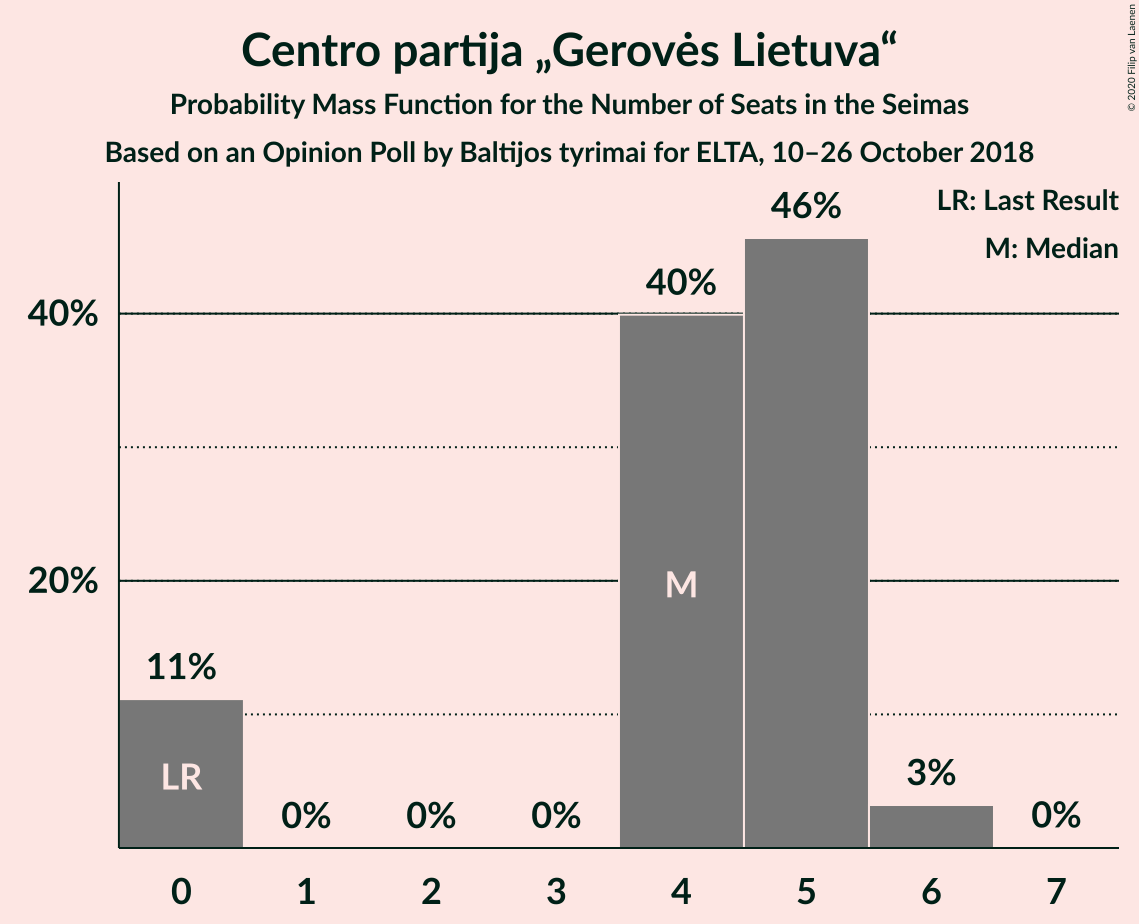 Centro partija „Gerovės Lietuva“
Probability Mass Function for the Number of Seats in the Seimas
Based on an Opinion Poll by Baltijos tyrimai for ELTA, 10–26 October 2018
© 2020 Filip van Laenen
LR: Last Result
M: Median
46%
40%
40%
20%
M
11%
LR
0%
0%
0%
3%
0%
0 1 2 3 4 5 6 7